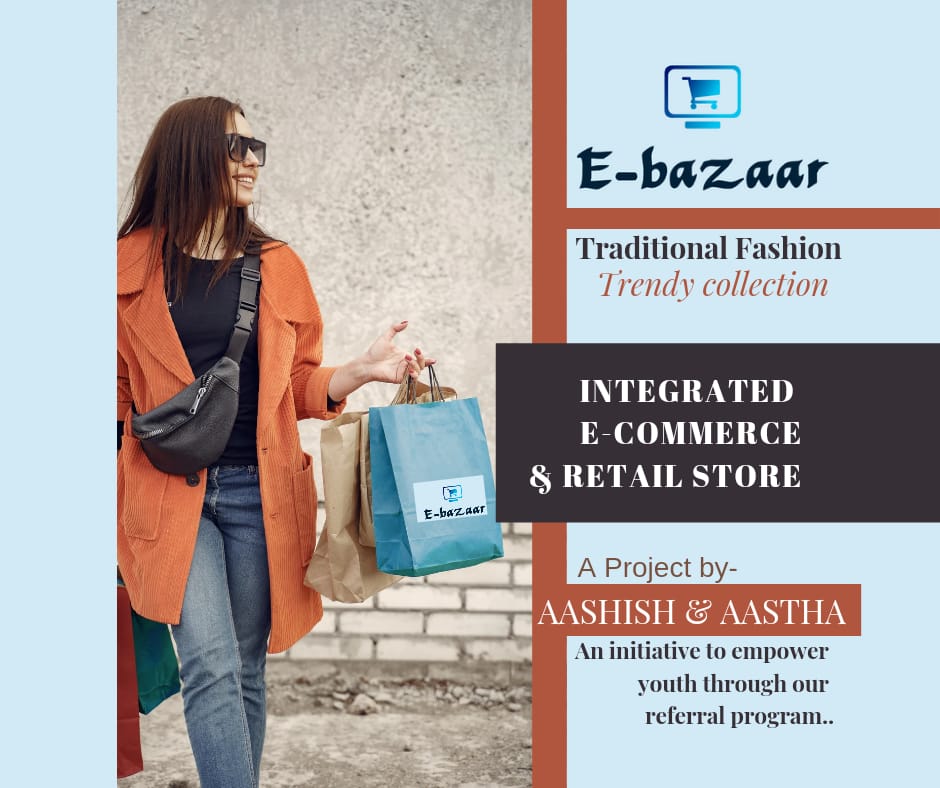 E-bazaar
Traditional Fashion
Trendy collection
INTEGRATED
E-COMMERCE
& RETAIL STORE
E-bazaar
A Project by-
AASHISH & AASTHA
An initiative to empower
youth through our
referral program..